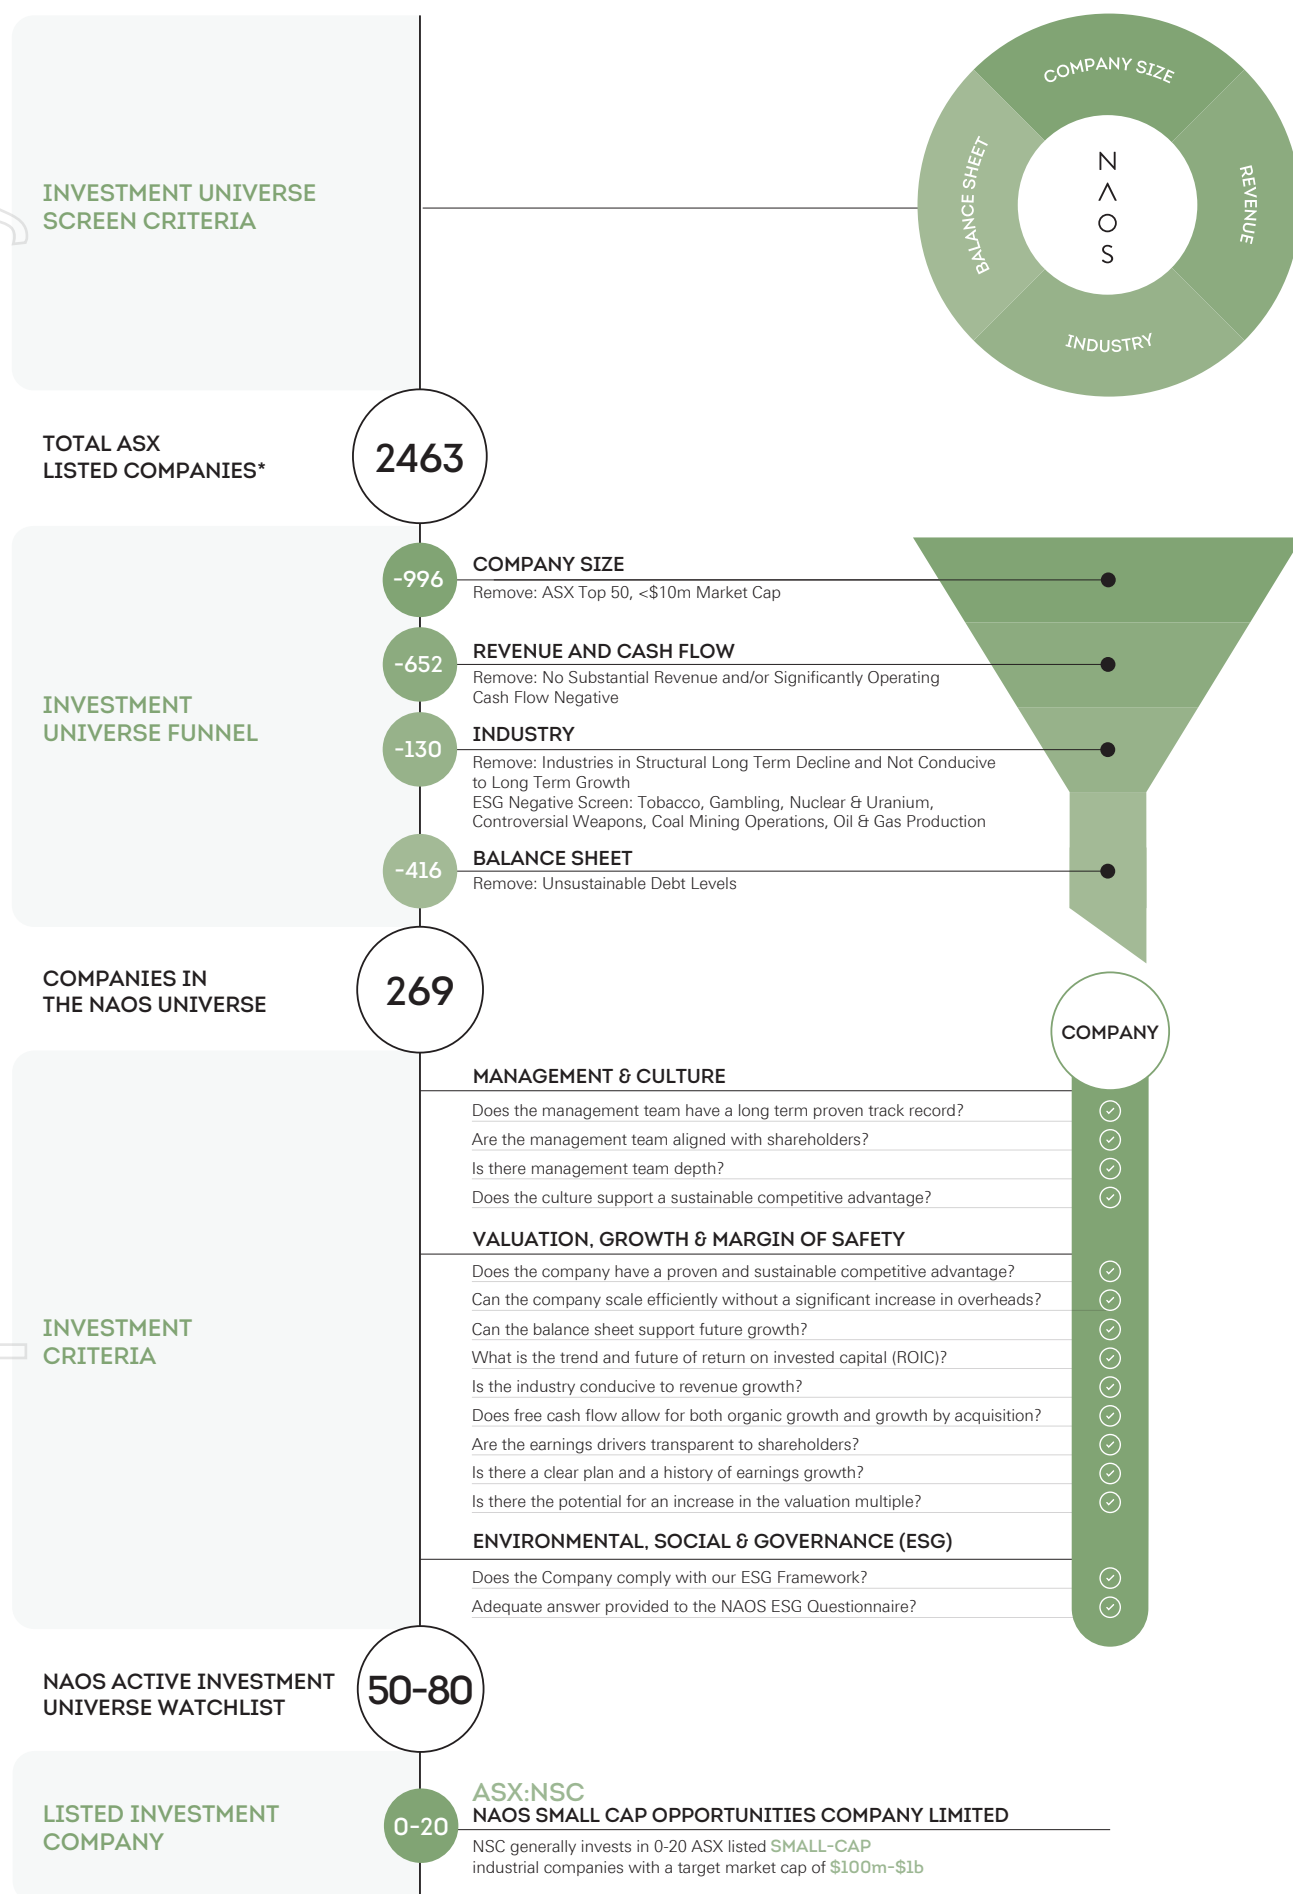 COMPANY SIZE
REVENUE
INDUSTRY
BALANCE SHEET
N
Λ
O
S
INVESTMENT UNIVERSE
SCREEN CRITERIA
TOTAL ASX
LISTED COMPANIES*
2463
INVESTMENT
UNIVERSE FUNNEL
-996
COMPANY SIZE
Remove: ASX Top 50, <$10m Market Cap
-652
REVENUE AND CASH FLOW
Remove: No Substantial Revenue and/or Significantly Operating
Cash Flow Negative
-130
INDUSTRY
Remove: Industries in Structural Long Term Decline and Not Conducive
to Long Term Growth
ESG Negative Screen: Tobacco, Gambling, Nuclear & Uranium,
Controversial Weapons, Coal Mining Operations, Oil & Gas Production
-416
BALANCE SHEET
Remove: Unsustainable Debt Levels
COMPANIES IN
THE NAOS UNIVERSE
269
COMPANY
INVESTMENT
CRITERIA
MANAGEMENT & CULTURE
Does the management team have a long term proven track record?
Are the management team aligned with shareholders?
Is there management team depth?
Does the culture support a sustainable competitive advantage?
VALUATION, GROWTH & MARGIN OF SAFETY
Does the company have a proven and sustainable competitive advantage?
Can the company scale efficiently without a significant increase in overheads?
Can the balance sheet support future growth?
What is the trend and future of return on invested capital (ROIC)?
Is the industry conducive to revenue growth?
Does free cash flow allow for both organic growth and growth by acquisition?
Are the earnings drivers transparent to shareholders?
Is there a clear plan and a history of earnings growth?
Is there the potential for an increase in the valuation multiple?
ENVIRONMENTAL, SOCIAL & GOVERNANCE (ESG)
Does the Company comply with our ESG Framework?
Adequate answer provided to the NAOS ESG Questionnaire?
NAOS ACTIVE INVESTMENT
UNIVERSE WATCHLIST
50-80
LISTED INVESTMENT
COMPANY
0-20
ASX:NSC
NAOS SMALL CAP OPPORTUNITIES COMPANY LIMITED
NSC generally invests in 0-20 ASX listed SMALL-CAP
industrial companies with a target market cap of $100m-$1b